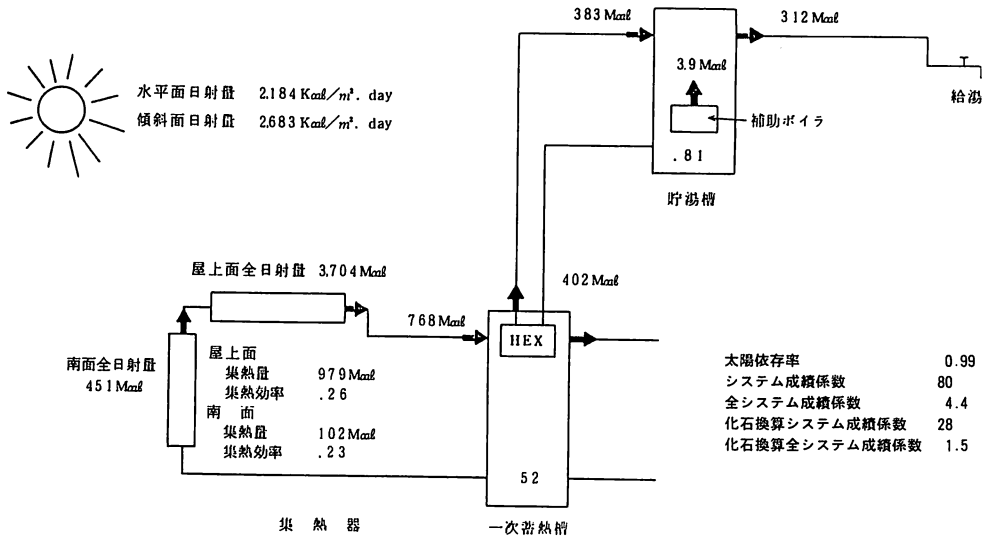 383 Mcal
312 Mcal
3.9 Mcal
給湯
補助ボイラ
.81
貯湯槽
水平面日射量 2,184 Kcal/m². day
傾斜面日射量 2,683 Kcal/m². day
屋上面全日射量 3,704 Mcal
402 Mcal
768 Mcal
HEX
南面全日射量
451 Mcal
屋上面
集熱量 979 Mcal
集熱効率 .26
南 面
集熱量 102 Mcal
集熱効率 .23
52
集 熱 器
一次蓄熱槽
太陽依存率 0.99
システム成績係数 80
全システム成績係数 4.4
化石換算システム成績係数 28
化石換算全システム成績係数 1.5